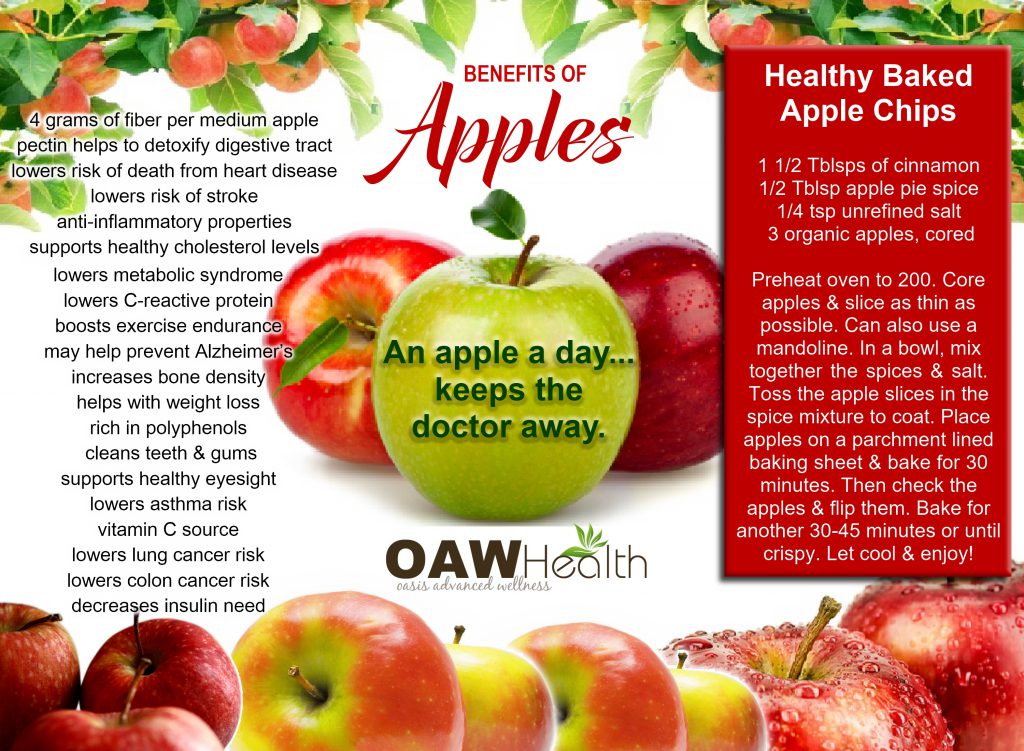 BENEFITS OF
Apples
4 grams of fiber per medium apple
pectin helps to detoxify digestive tract
lowers risk of death from heart disease
lowers risk of stroke
anti-inflammatory properties
supports healthy cholesterol levels
lowers metabolic syndrome
lowers C-reactive protein
boosts exercise endurance
may help prevent Alzheimer's
increases bone density
helps with weight loss
rich in polyphenols
cleans teeth & gums
supports healthy eyesight
lowers asthma risk
vitamin C source
lowers lung cancer risk
lowers colon cancer risk
decreases insulin need
An apple a day...
keeps the
doctor away.
OAWHealth
oasis advanced wellness
Healthy Baked
Apple Chips
1 1/2 Tblsps of cinnamon
1/2 Tblsp apple pie spice
1/4 tsp unrefined salt
3 organic apples, cored
Preheat oven to 200. Core
apples & slice as thin as
possible. Can also use a
mandoline. In a bowl, mix
together the spices & salt.
Toss the apple slices in the
spice mixture to coat. Place
apples on a parchment lined
baking sheet & bake for 30
minutes. Then check the
apples & flip them. Bake for
another 30-45 minutes or until
crispy. Let cool & enjoy!